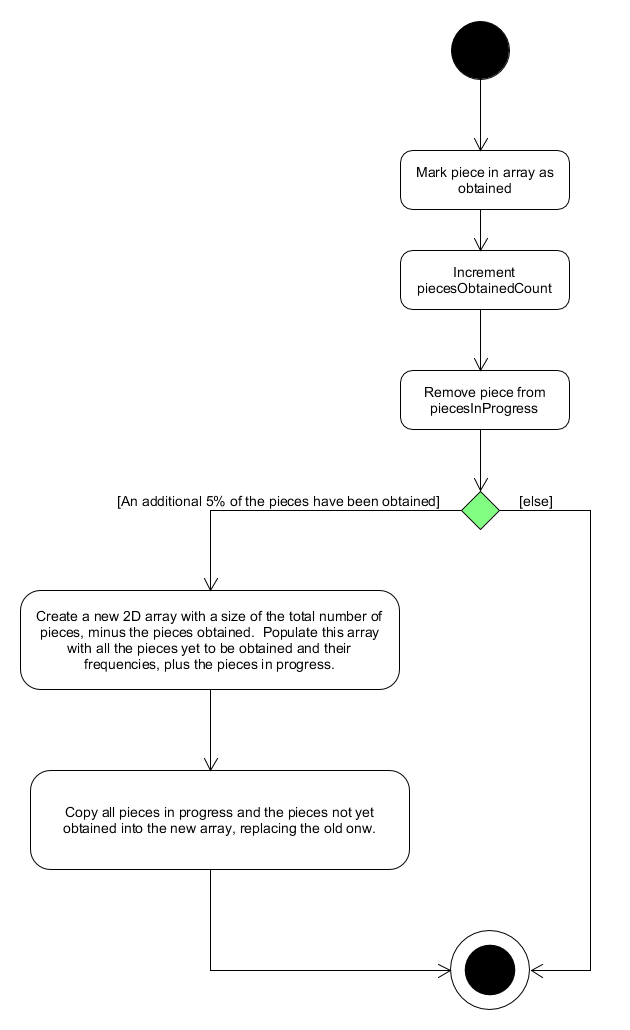 Mark piece in array as
obtained
Increment
piecesObtainedCount
Remove piece from
piecesInProgress
[An additional 5% of the pieces have been obtained]
[else]
Create a new 2D array with a size of the total number of
pieces, minus the pieces obtained.  Populate this array
with all the pieces yet to be obtained and their
frequencies, plus the pieces in progress.
Copy all pieces in progress and the pieces not yet
obtained into the new array, replacing the old onw.